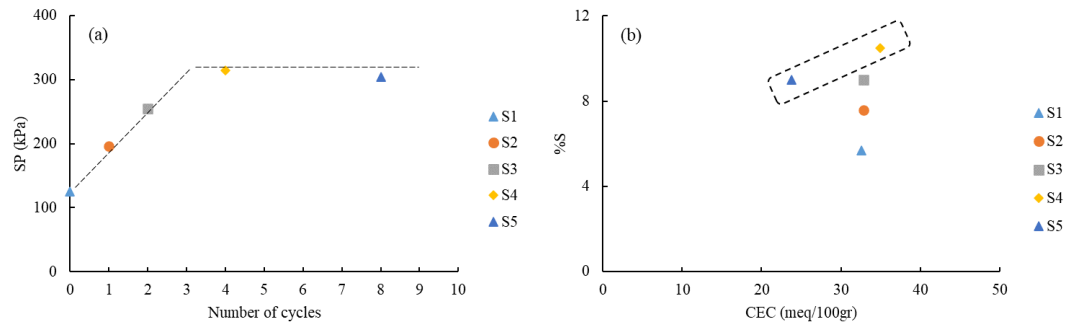 (a)
SP (kPa)
400
300
200
100
0
0 1 2 3 4 5 6 7 8 9 10
Number of cycles
S1
S2
S3
S4
S5
(b)
%S
12
8
4
0
0 10 20 30 40 50
CEC (meq/100gr)
S1
S2
S3
S4
S5